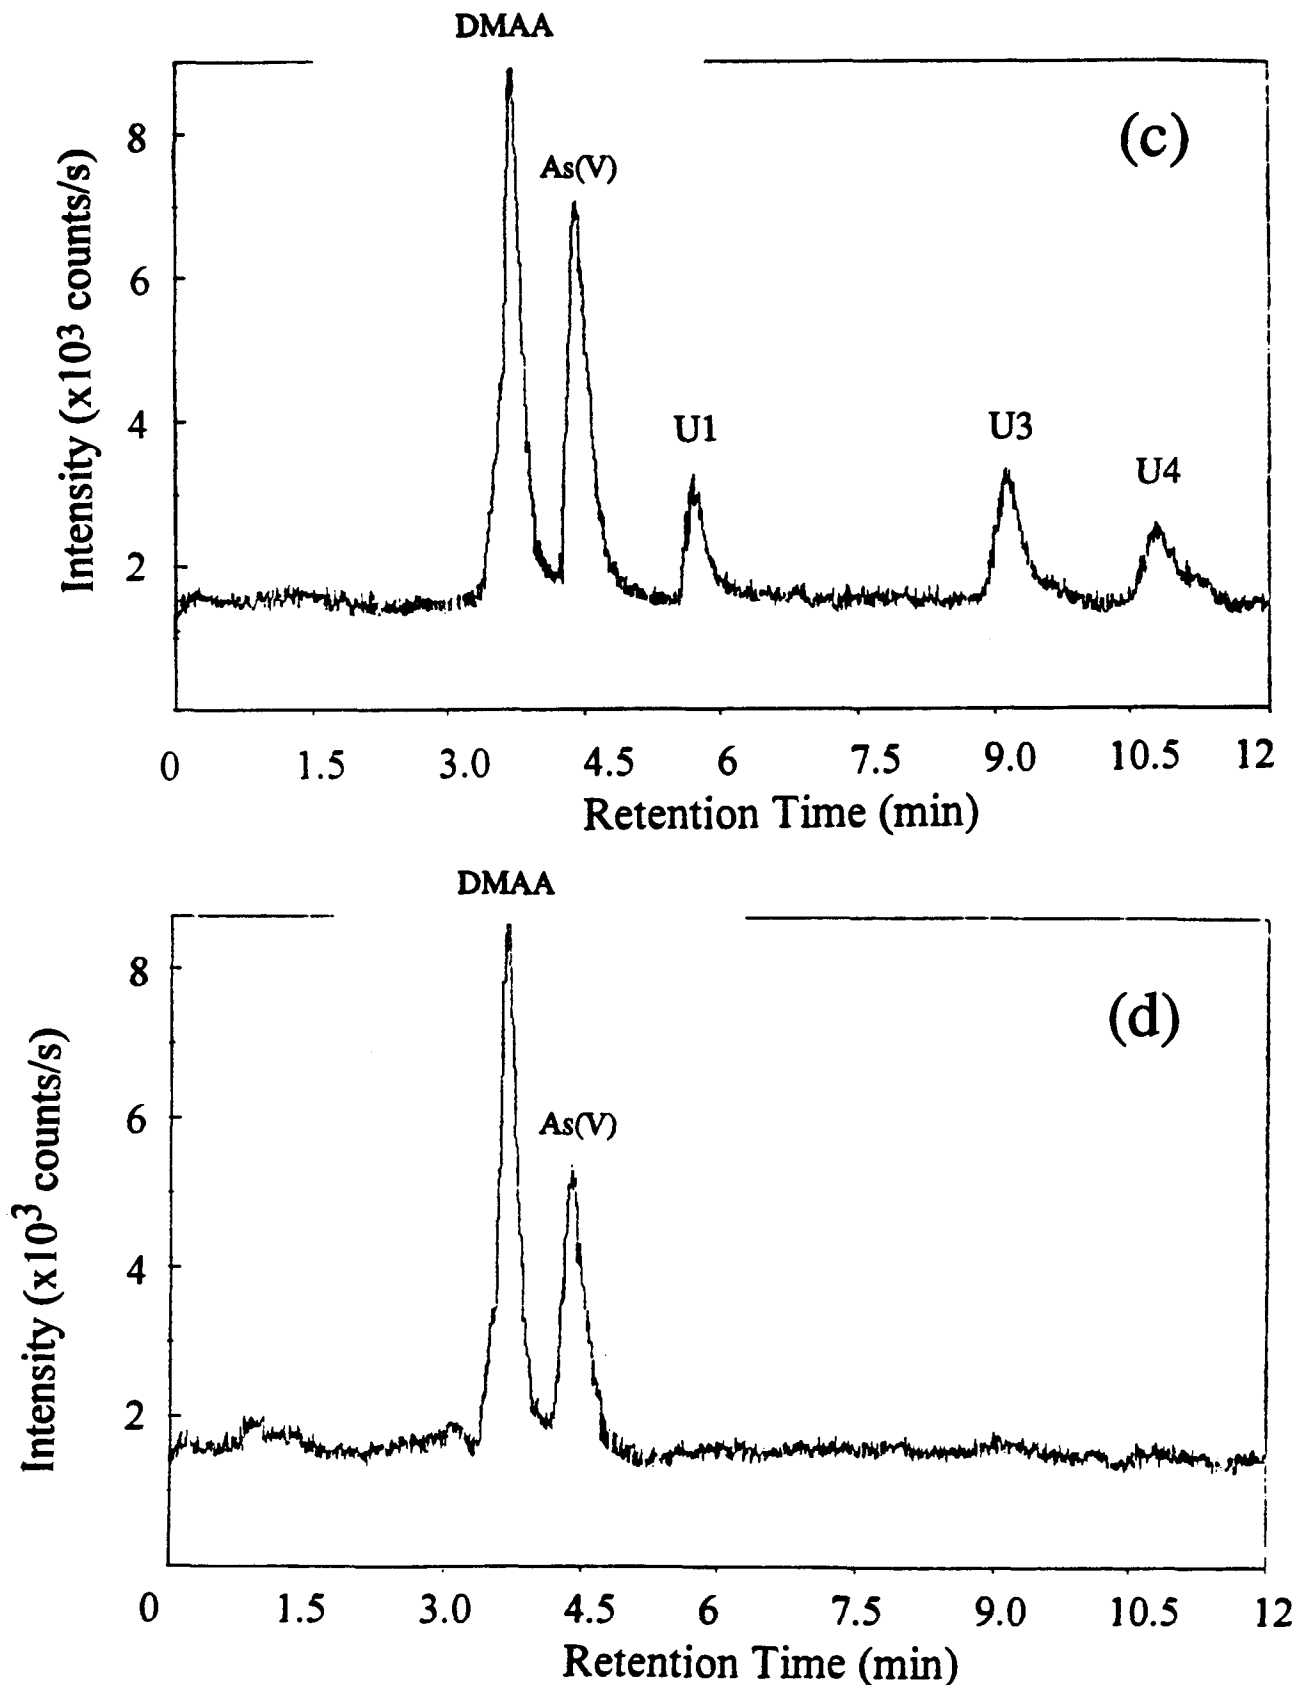 DMAA
(c)
As(V)
8
6
4
2
U1
U3
U4
Intensity (x10³ counts/s)
0 1.5 3.0 4.5 6 7.5 9.0 10.5 12
Retention Time (min)
DMAA
(d)
As(V)
8
6
4
2
Intensity (x10³ counts/s)
0 1.5 3.0 4.5 6 7.5 9.0 10.5 12
Retention Time (min)